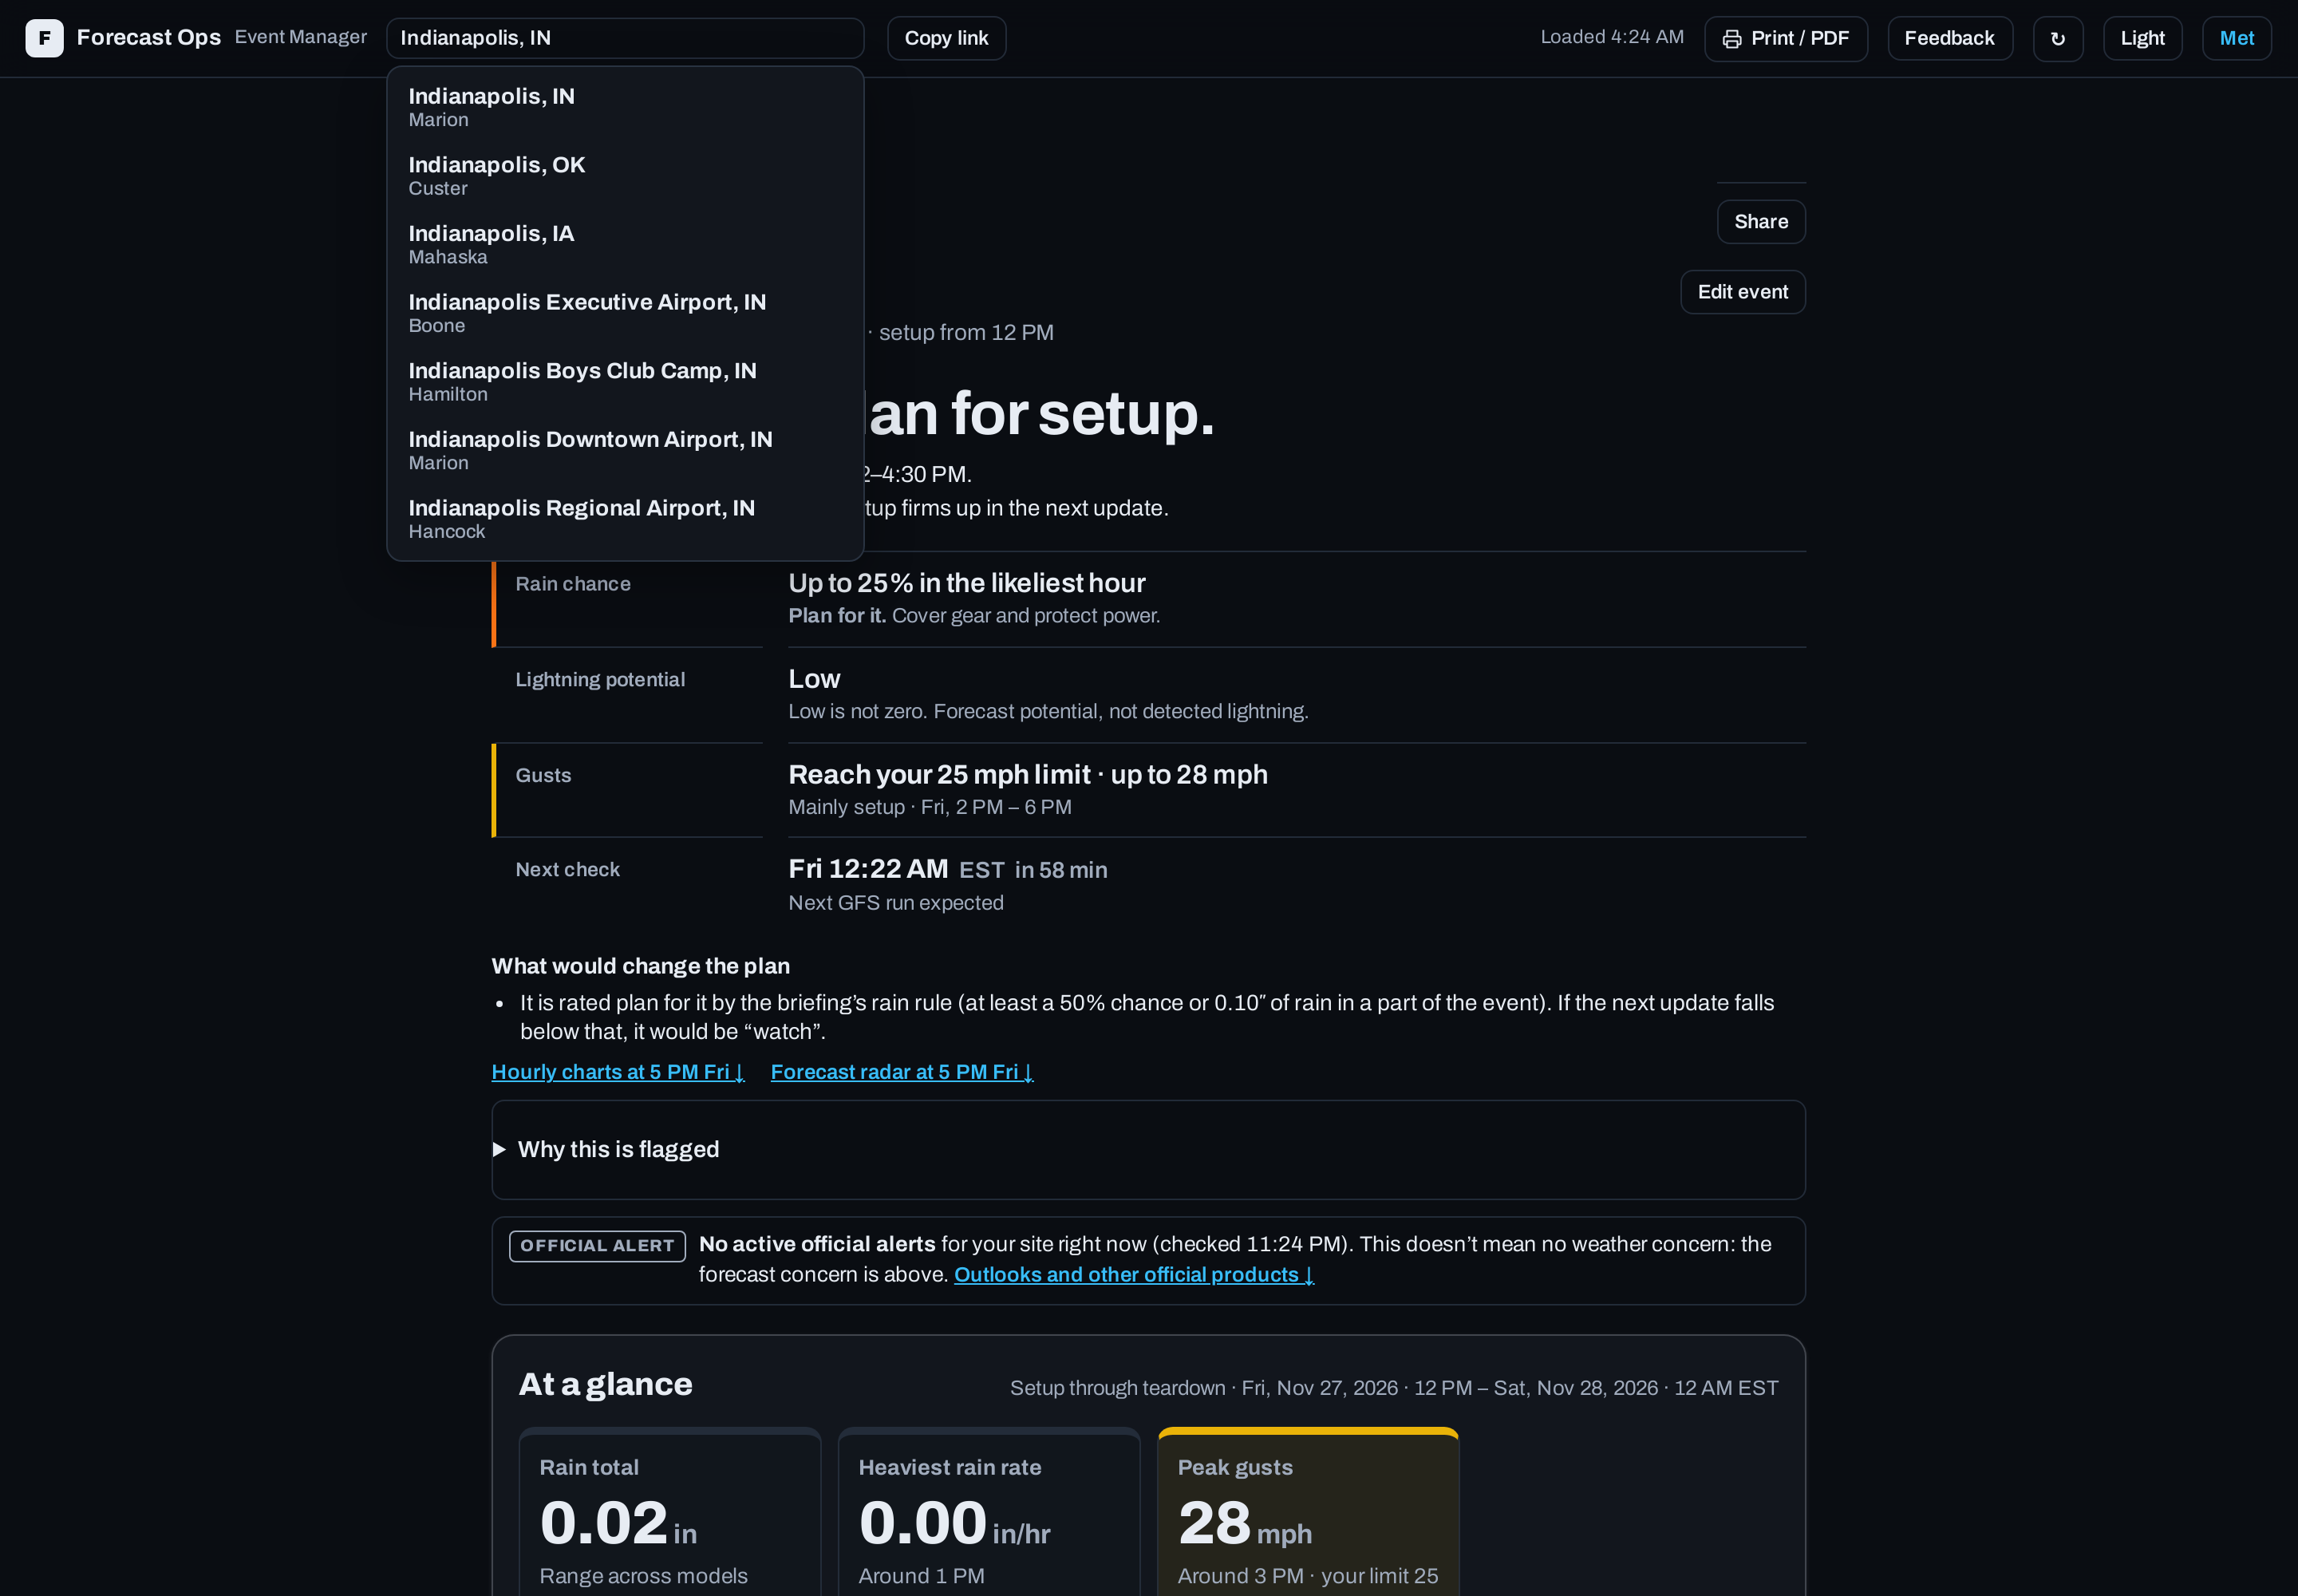 F Forecast Ops Event Manager Indianapolis, IN Copy link Loaded 4:24 AM Print / PDF Feedback ↻ Light Met
Indianapolis, IN
Marion
Indianapolis, OK
Custer
Indianapolis, IA
Mahaska
Indianapolis Executive Airport, IN
Boone
Indianapolis Boys Club Camp, IN
Hamilton
Indianapolis Downtown Airport, IN
Marion
Indianapolis Regional Airport, IN
Hancock
Share
Edit event
· setup from 12 PM
an for setup.
–4:30 PM.
tup firms up in the next update.
Rain chance
Up to 25% in the likeliest hour
Plan for it. Cover gear and protect power.
Lightning potential
Low
Low is not zero. Forecast potential, not detected lightning.
Gusts
Reach your 25 mph limit · up to 28 mph
Mainly setup · Fri, 2 PM – 6 PM
Next check
Fri 12:22 AM EST in 58 min
Next GFS run expected
What would change the plan
• It is rated plan for it by the briefing’s rain rule (at least a 50% chance or 0.10″ of rain in a part of the event). If the next update falls
below that, it would be “watch”.
Hourly charts at 5 PM Fri ↓ Forecast radar at 5 PM Fri ↓
Why this is flagged
OFFICIAL ALERT No active official alerts for your site right now (checked 11:24 PM). This doesn’t mean no weather concern: the
forecast concern is above. Outlooks and other official products ↓
At a glance
Setup through teardown · Fri, Nov 27, 2026 · 12 PM – Sat, Nov 28, 2026 · 12 AM EST
Rain total
0.02 in
Range across models
Heaviest rain rate
0.00 in/hr
Around 1 PM
Peak gusts
28 mph
Around 3 PM · your limit 25